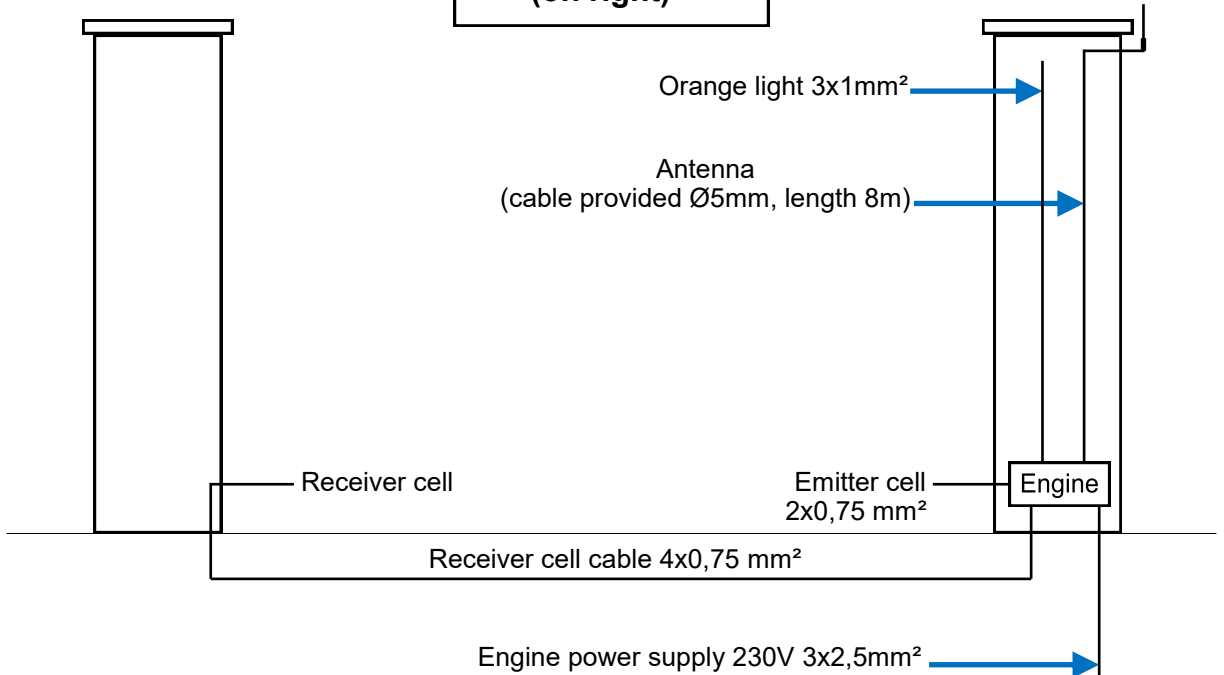 Orange light 3x1mm²
Antenna
(cable provided Ø5mm, length 8m)
Receiver cell
Emitter cell
2x0,75 mm²
Engine
Receiver cell cable 4x0,75 mm²
Engine power supply 230V 3x2,5mm²